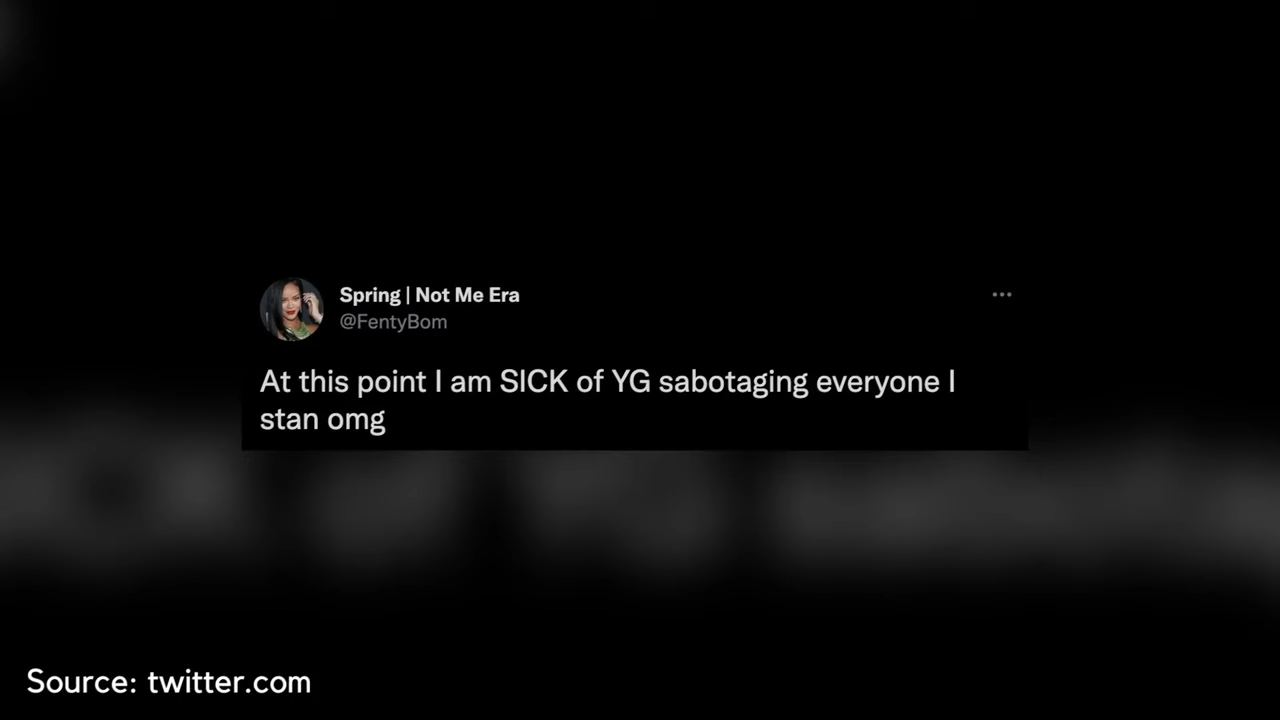 Spring | Not Me Era
@FentyBom
At this point I am SICK of YG sabotaging everyone I
stan omg
Source: twitter.com